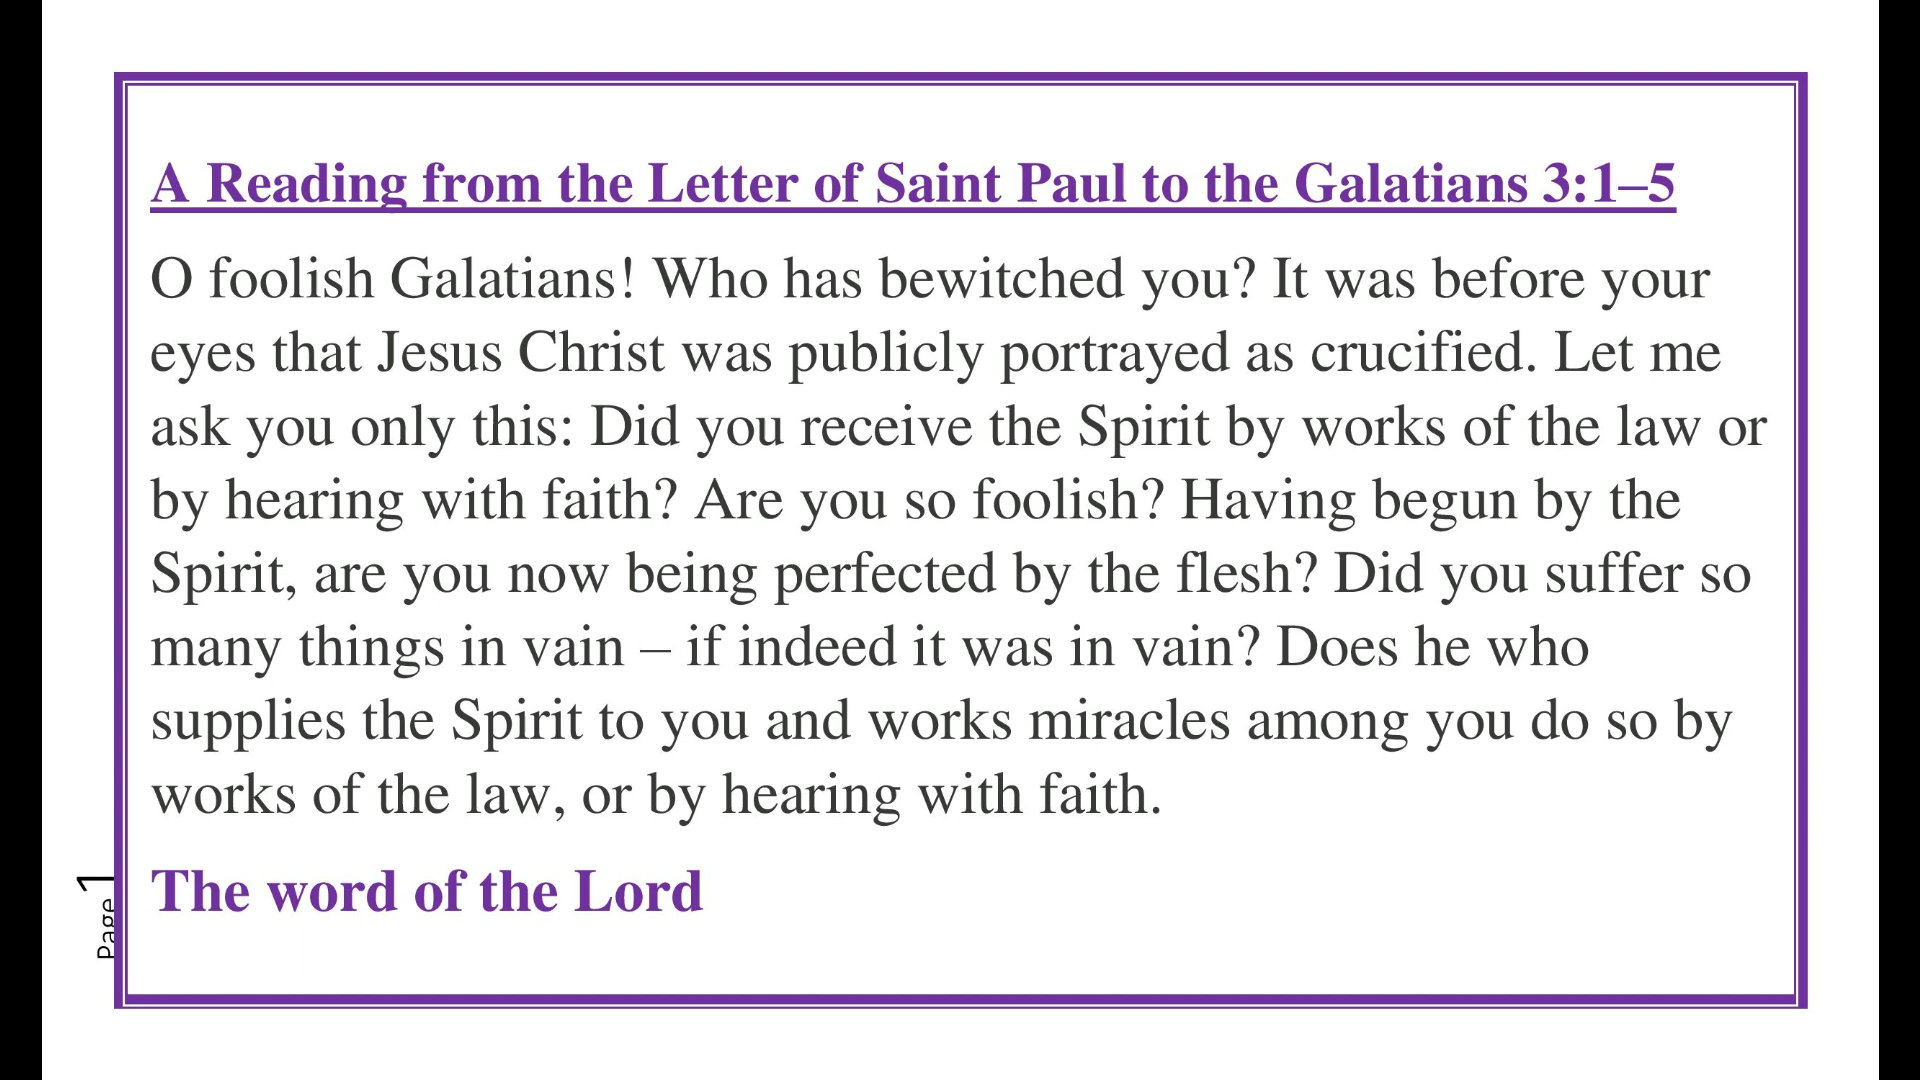 A Reading from the Letter of Saint Paul to the Galatians 3:1–5
O foolish Galatians! Who has bewitched you? It was before your
eyes that Jesus Christ was publicly portrayed as crucified. Let me
ask you only this: Did you receive the Spirit by works of the law or
by hearing with faith? Are you so foolish? Having begun by the
Spirit, are you now being perfected by the flesh? Did you suffer so
many things in vain – if indeed it was in vain? Does he who
supplies the Spirit to you and works miracles among you do so by
works of the law, or by hearing with faith.
The word of the Lord
Page 1